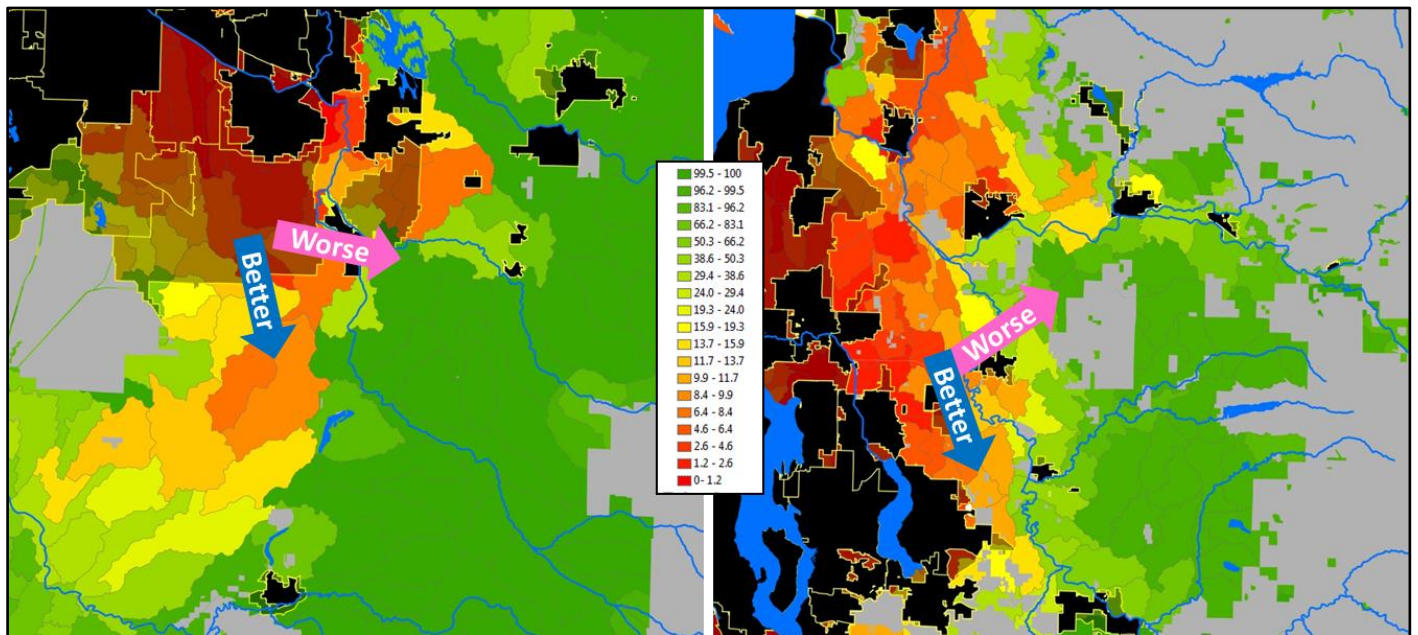 Worse
Better
99.5 - 100
96.2 - 99.5
83.1 - 96.2
66.2 - 83.1
50.3 - 66.2
38.6 - 50.3
29.4 - 38.6
24.0 - 29.4
19.3 - 24.0
15.9 - 19.3
13.7 - 15.9
11.7 - 13.7
9.9 - 11.7
8.4 - 9.9
6.4 - 8.4
4.6 - 6.4
2.6 - 4.6
1.2 - 2.6
0- 1.2
Worse
Better